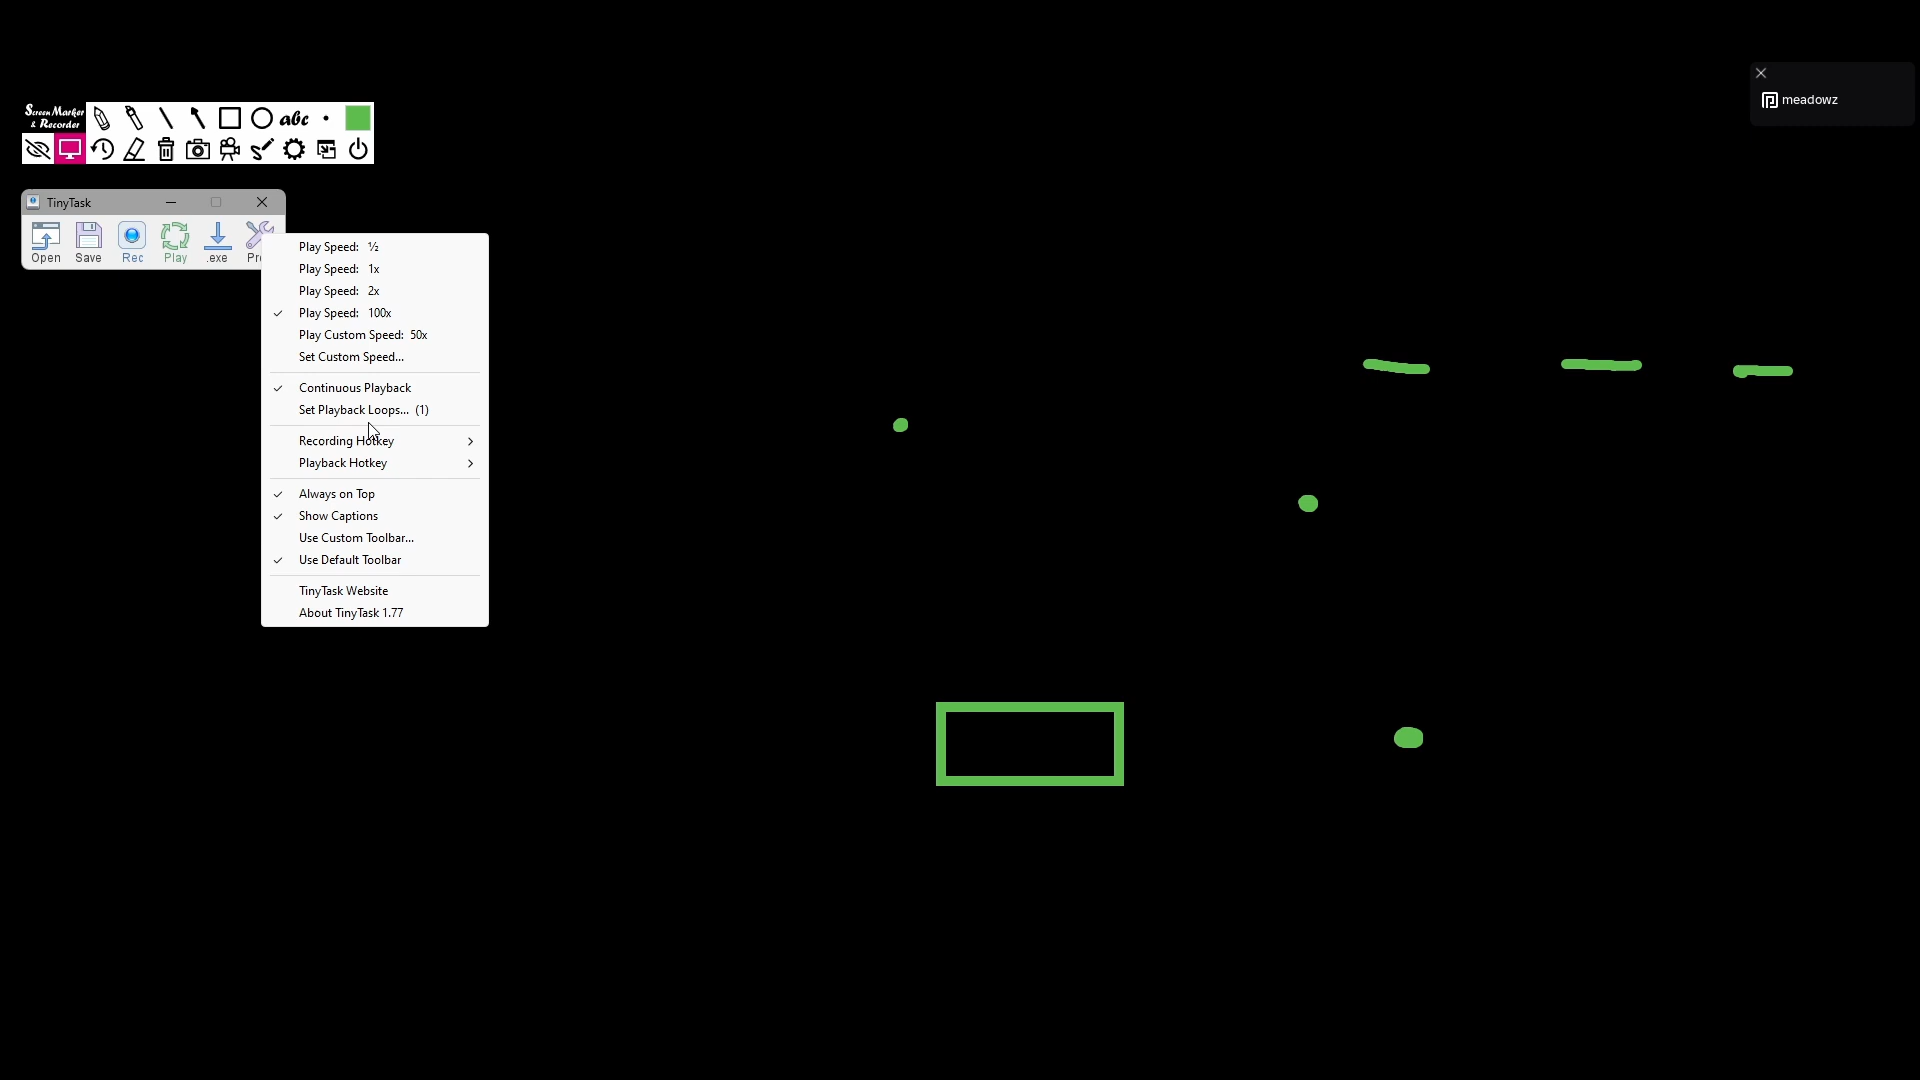 Screen Marker
& Recorder
abc
meadowz
TinyTask
Open Save Rec Play .exe
Play Speed: ½
Play Speed: 1x
Play Speed: 2x
Play Speed: 100x
Play Custom Speed: 50x
Set Custom Speed...
Continuous Playback
Set Playback Loops... (1)
Recording Hotkey
Playback Hotkey
Always on Top
Show Captions
Use Custom Toolbar...
Use Default Toolbar
TinyTask Website
About TinyTask 1.77